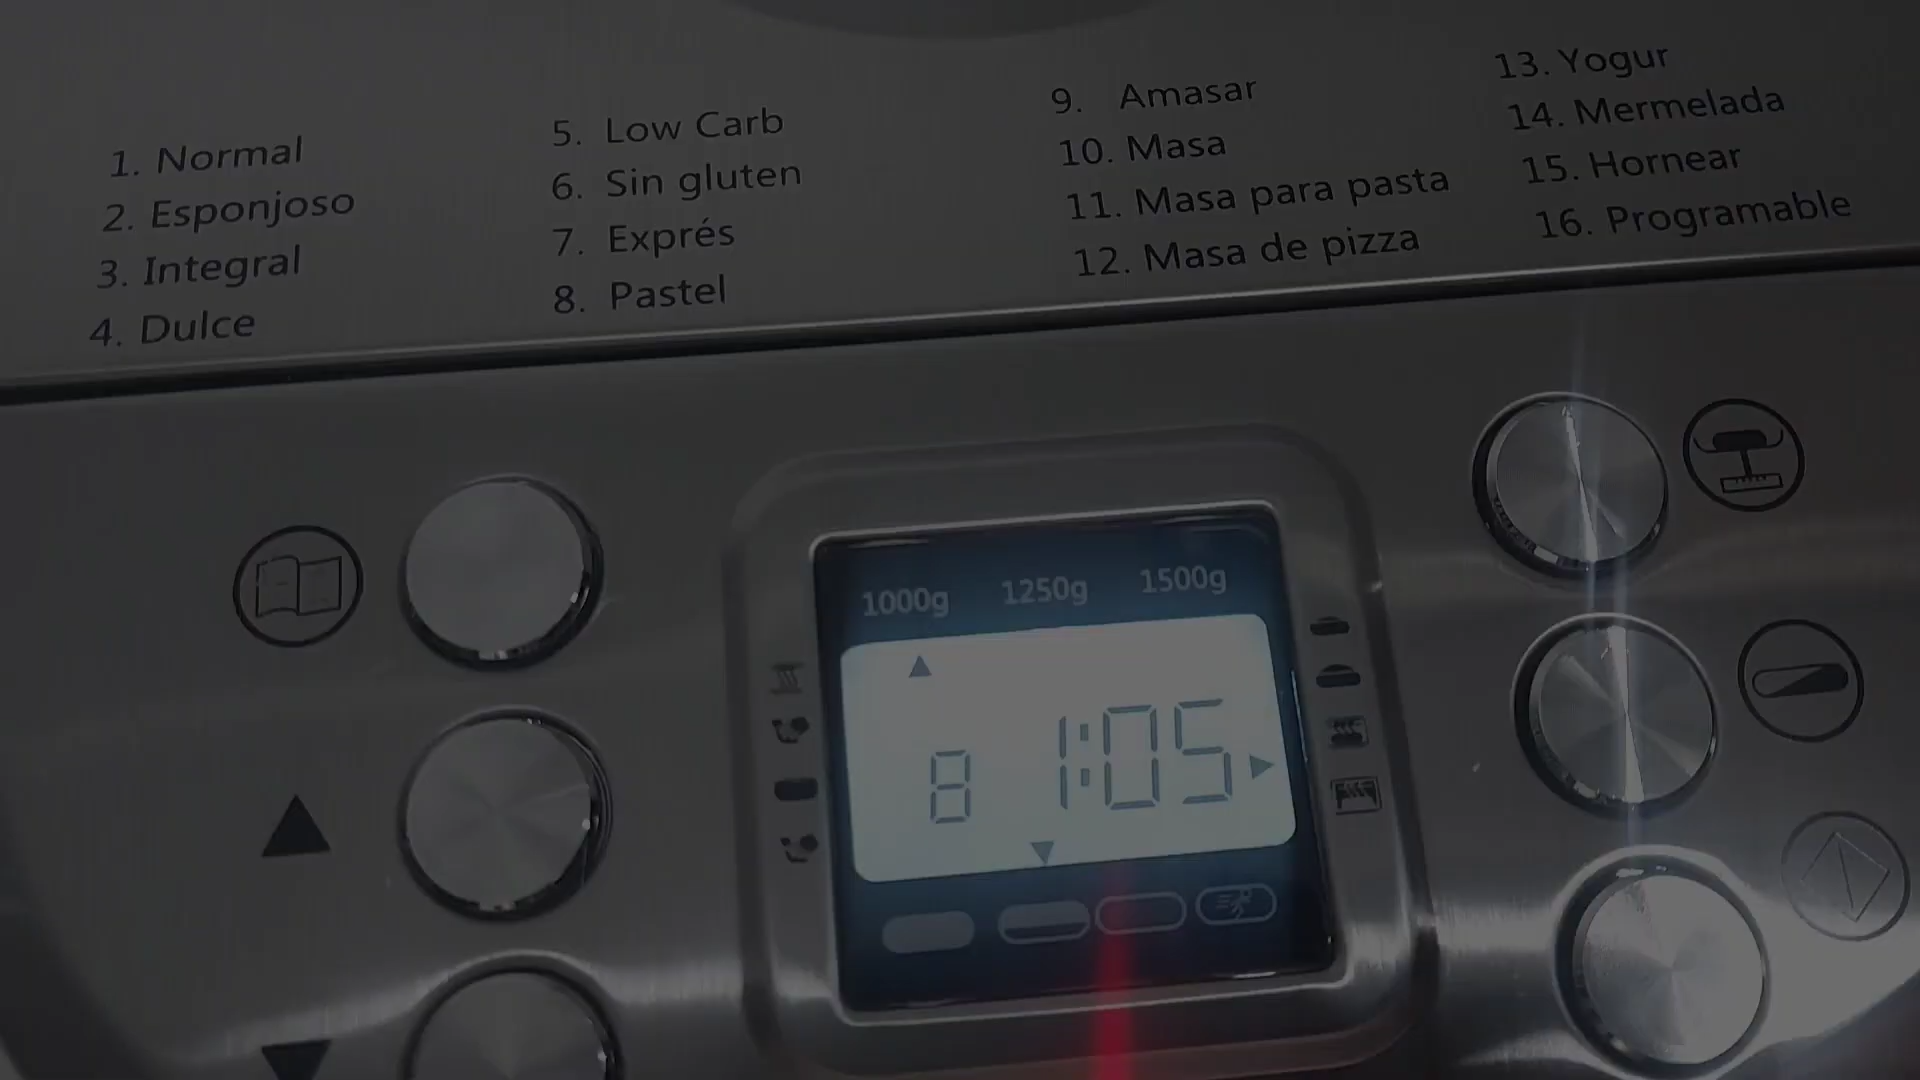 1. Normal
2. Esponjoso
3. Integral
4. Dulce
5. Low Carb
6. Sin gluten
7. Exprés
8. Pastel
9. Amasar
10. Masa
11. Masa para pasta
12. Masa de pizza
13. Yogur
14. Mermelada
15. Hornear
16. Programable
1000g 1250g 1500g
8 1:05